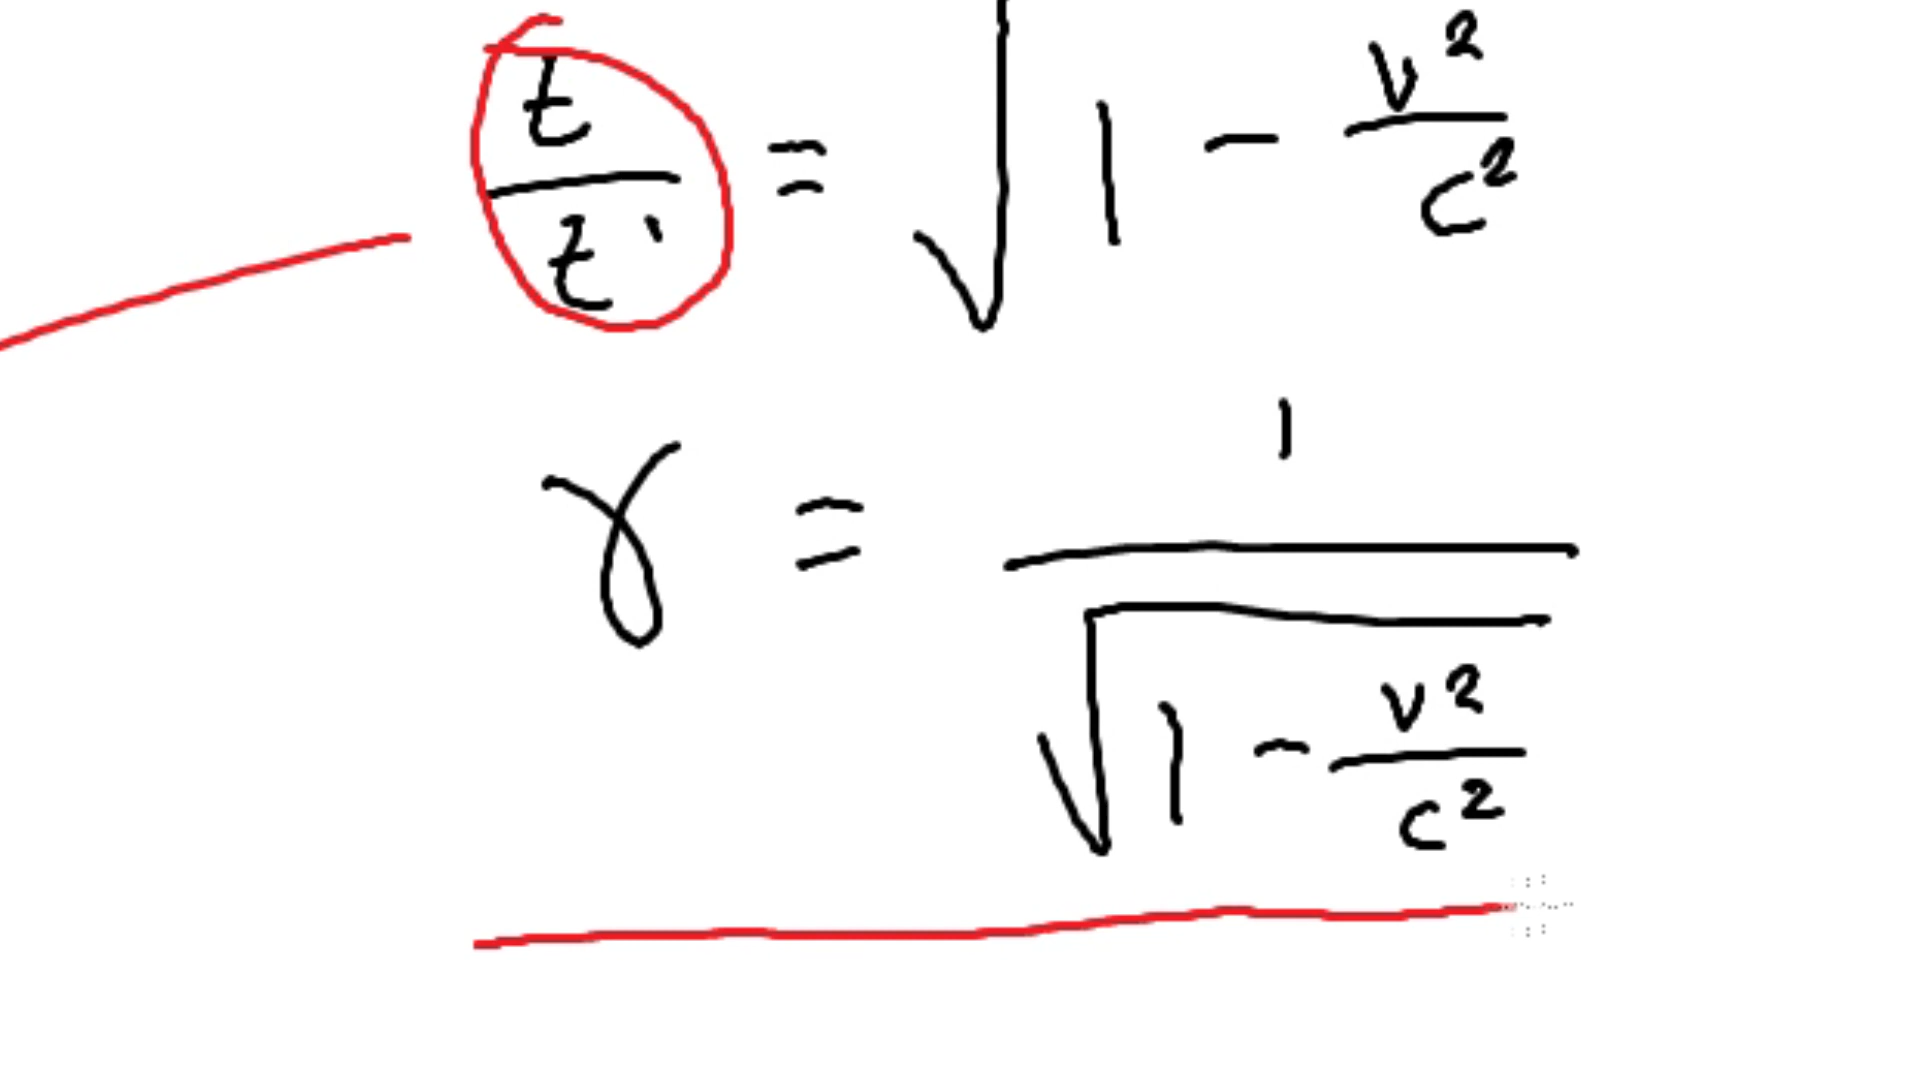 t/t' = √1 - v²/c²
γ = 1/√(1 - v²/c²)